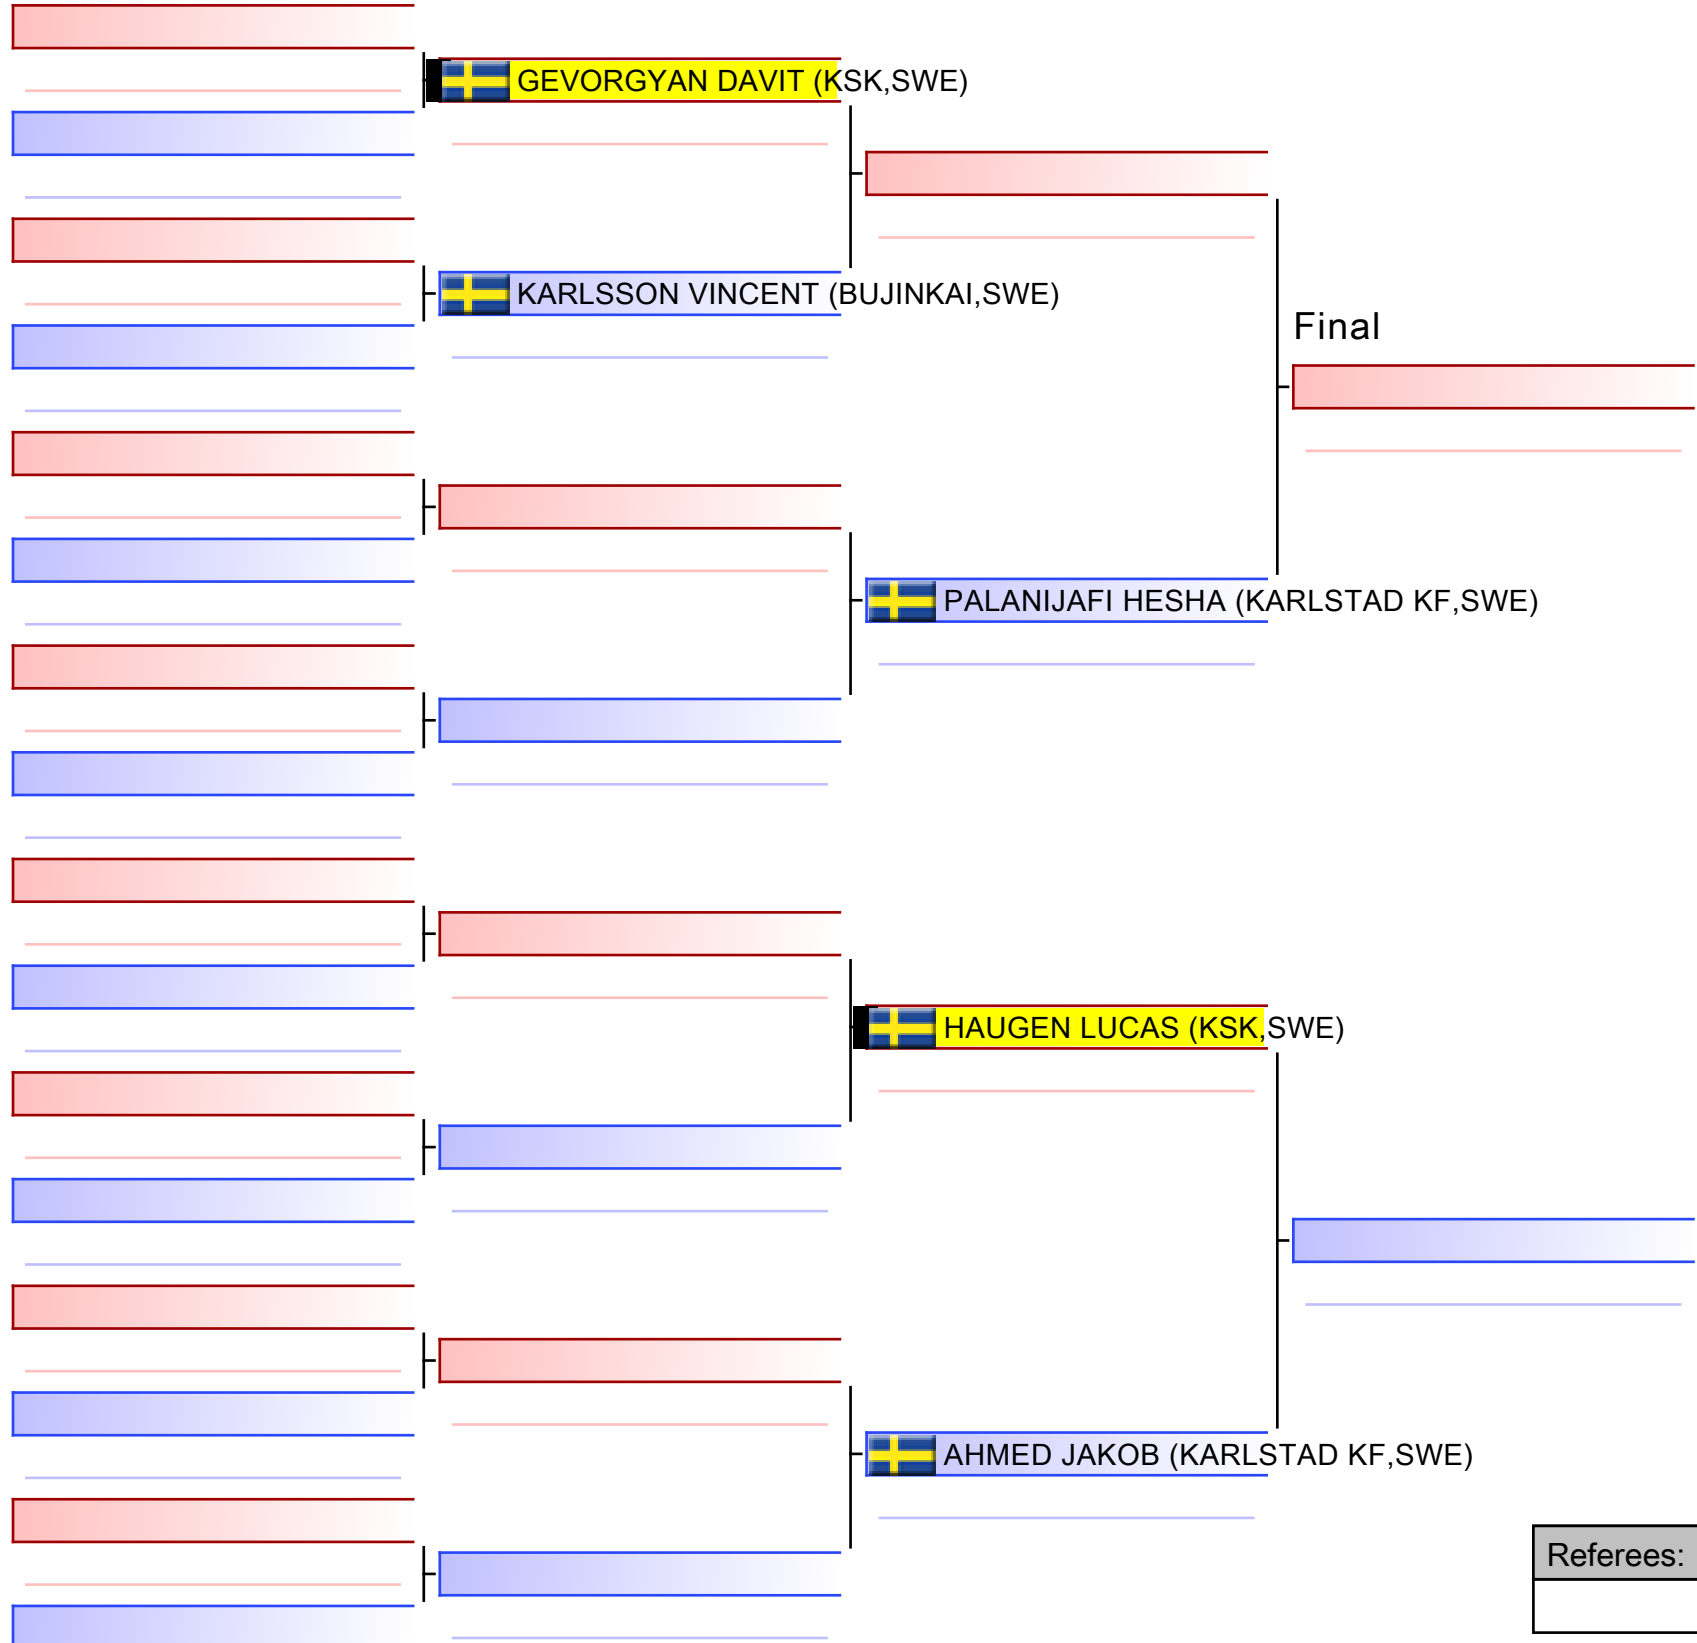 GEVORGYAN DAVIT (KSK,SWE)
KARLSSON VINCENT (BUJINKAI,SWE)
Final
PALANIJAFI HESHA (KARLSTAD KF,SWE)
HAUGEN LUCAS (KSK,SWE)
AHMED JAKOB (KARLSTAD KF,SWE)
Referees: